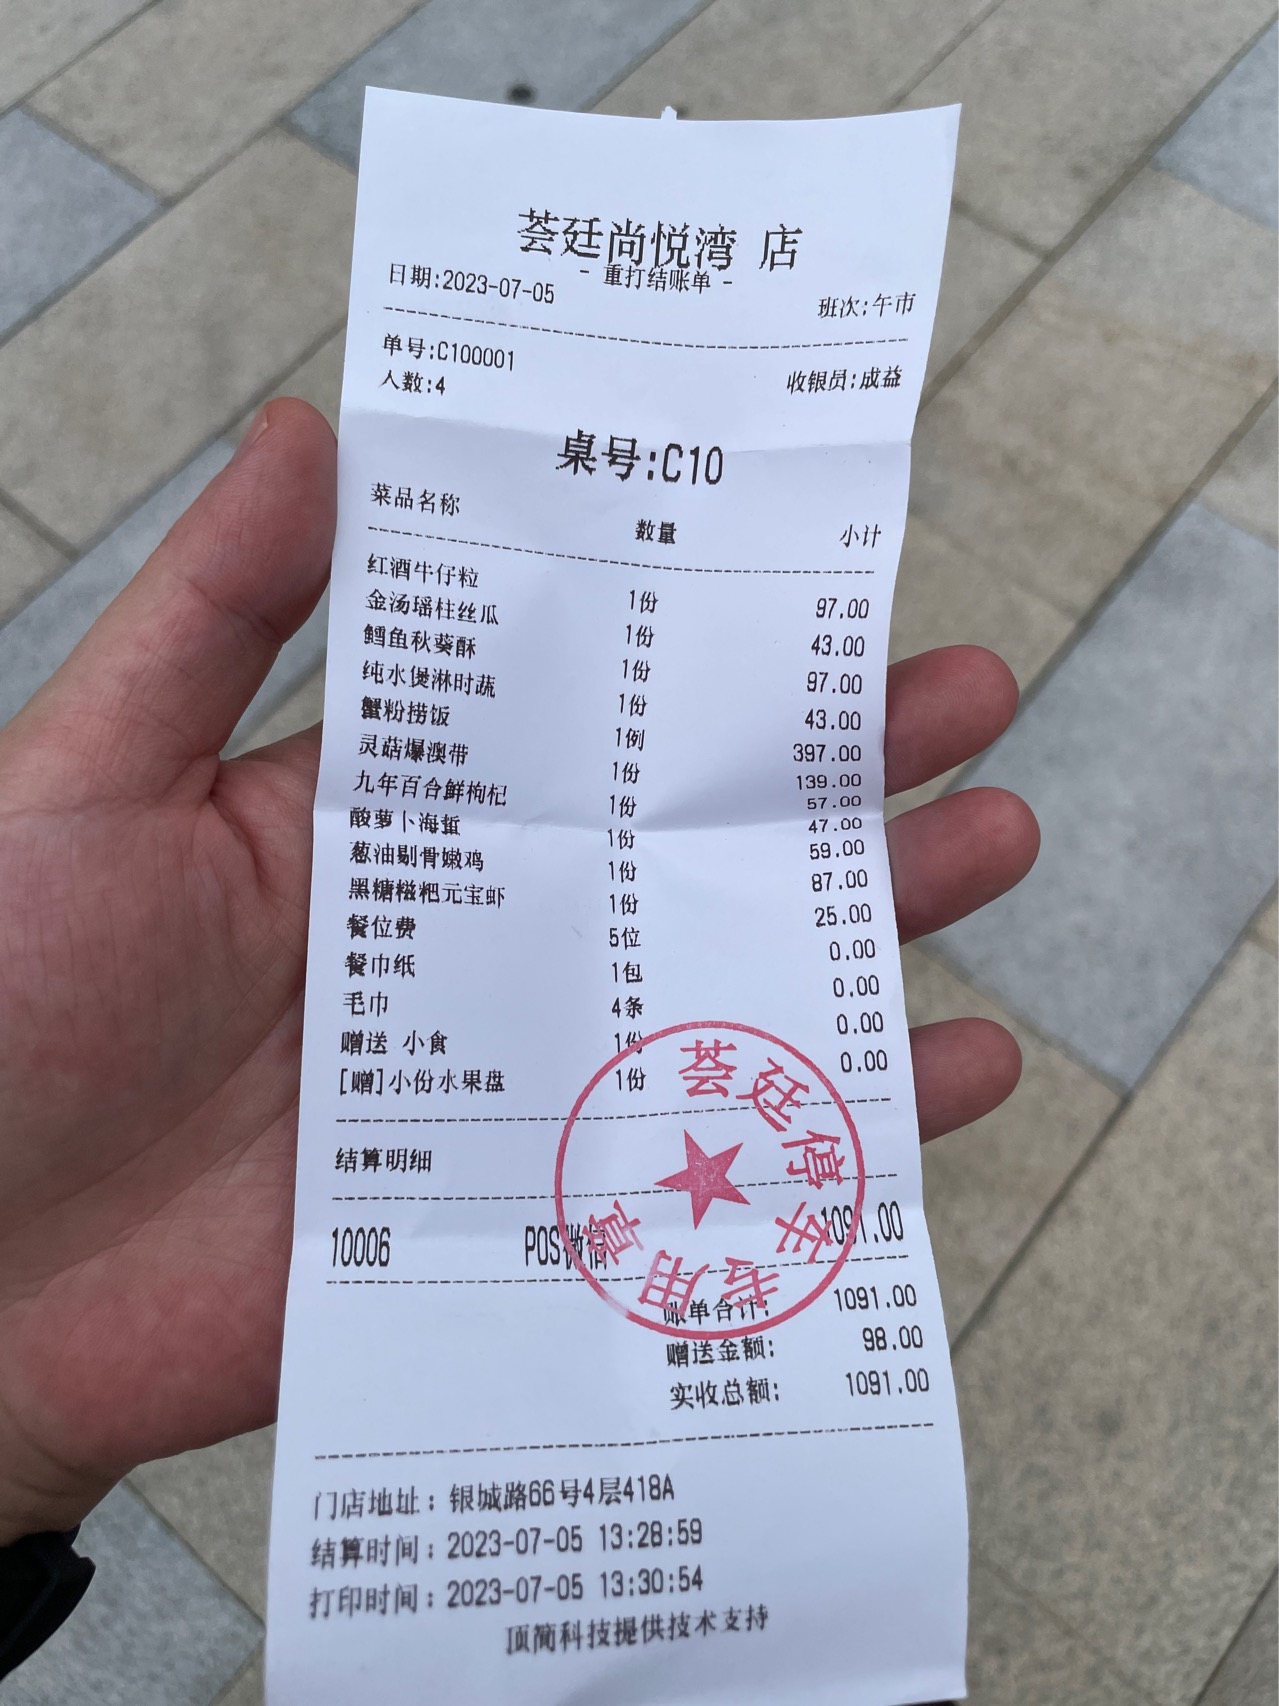 荟廷尚悦湾 店
- 重打结账单 -
日期:2023-07-05 班次:午市
单号:C100001
人数:4 收银员:成益
桌号:C10
菜品名称 数量 小计
红酒牛仔粒 1份 97.00
金汤瑶柱丝瓜 1份 43.00
鳕鱼秋葵酥 1份 97.00
纯水煲淋时蔬 1份 43.00
蟹粉捞饭 1例 397.00
灵菇爆澳带 1份 139.00
九年百合鲜枸杞 1份 57.00
酸萝卜海蜇 1份 47.00
葱油剔骨嫩鸡 1份 59.00
黑糖糍粑元宝虾 1份 87.00
餐位费 5位 25.00
餐巾纸 1包 0.00
毛巾 4条 0.00
赠送 小食 1份 0.00
[赠]小份水果盘 1份 0.00
结算明细
10006 POS微信 1091.00
账单合计: 1091.00
赠送金额: 98.00
实收总额: 1091.00
荟廷停车专用章
门店地址: 银城路66号4层418A
结算时间: 2023-07-05 13:28:59
打印时间: 2023-07-05 13:30:54
顶简科技提供技术支持